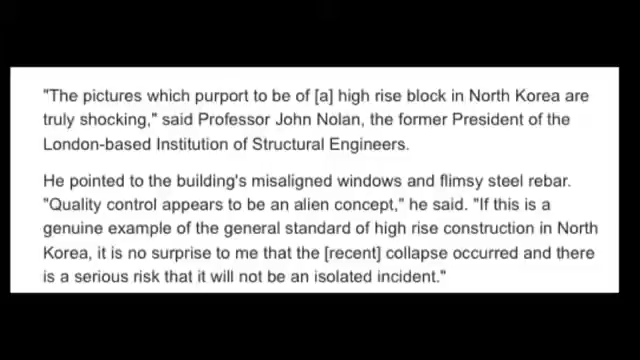 "The pictures which purport to be of [a] high rise block in North Korea are
truly shocking," said Professor John Nolan, the former President of the
London-based Institution of Structural Engineers.
He pointed to the building's misaligned windows and flimsy steel rebar.
"Quality control appears to be an alien concept," he said. "If this is a
genuine example of the general standard of high rise construction in North
Korea, it is no surprise to me that the [recent] collapse occurred and there
is a serious risk that it will not be an isolated incident."